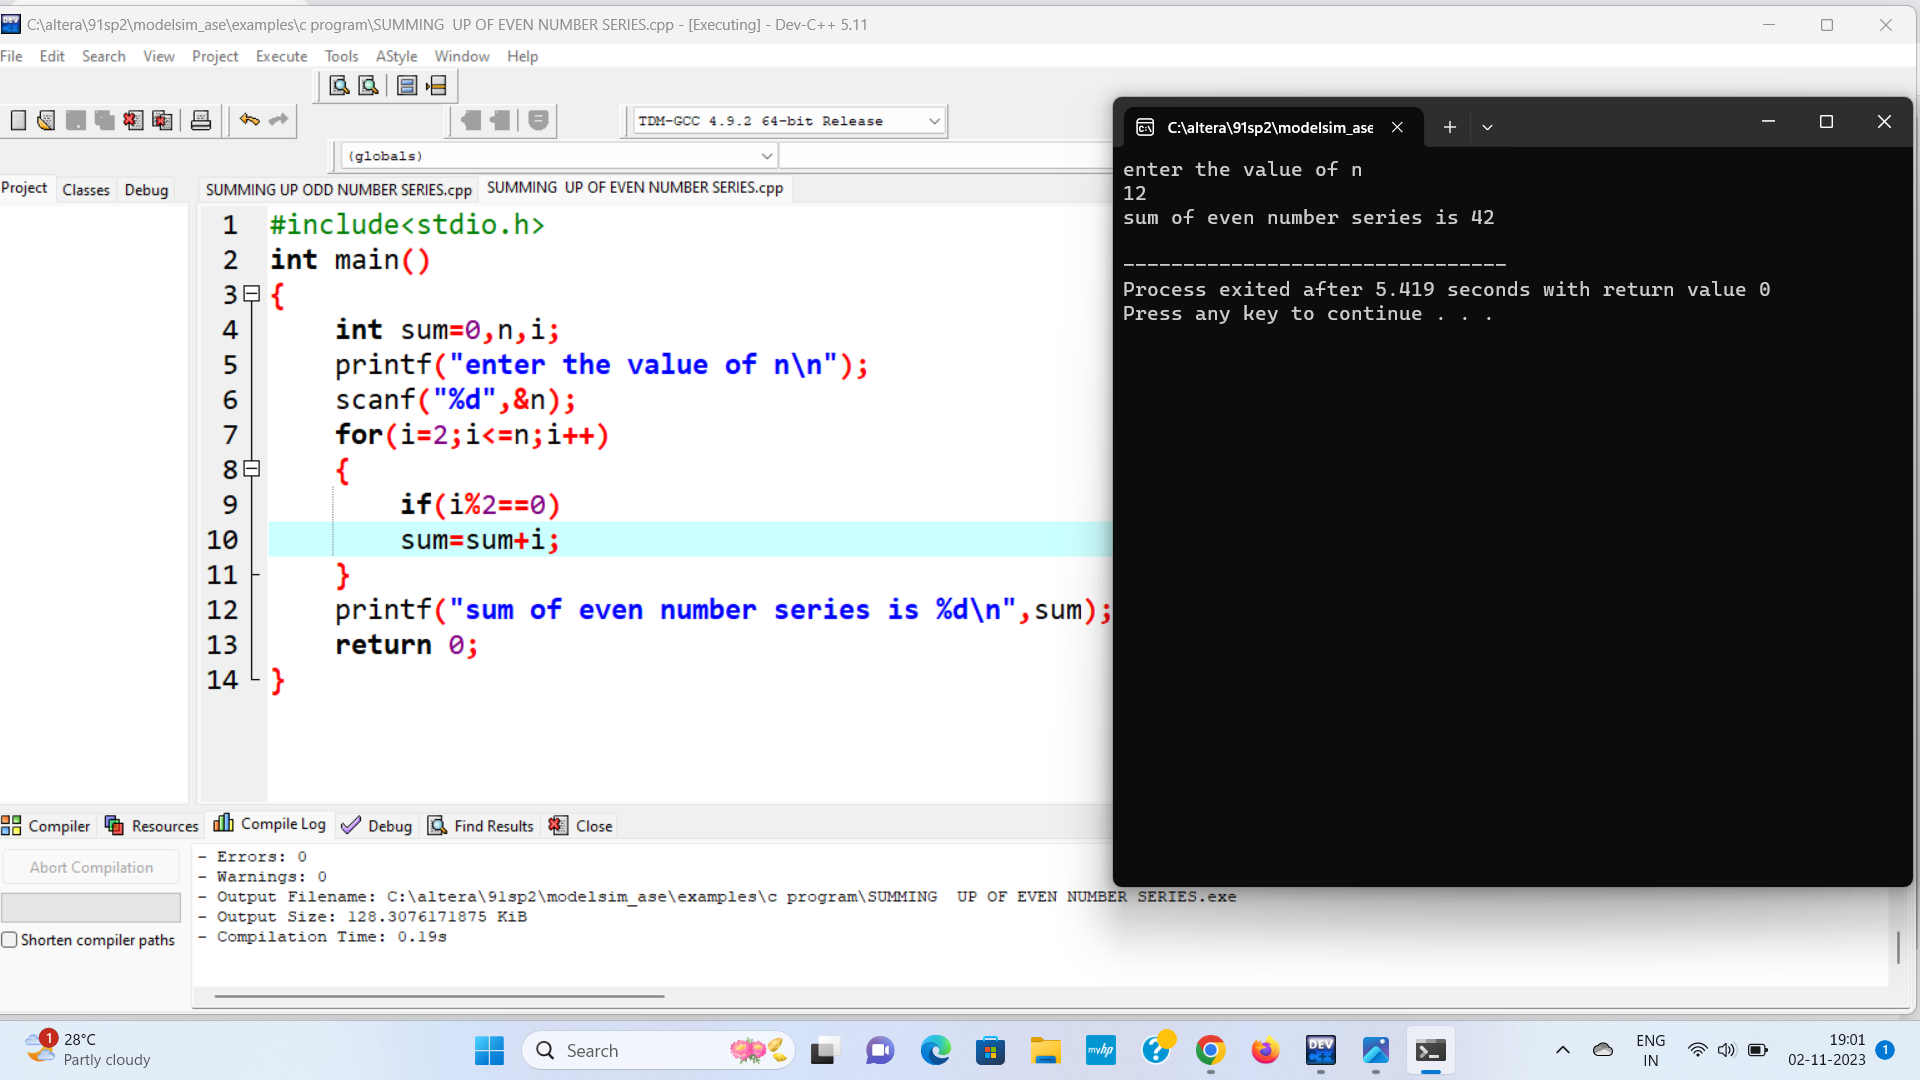 C:\altera\91sp2\modelsim_ase\examples\c program\SUMMING  UP OF EVEN NUMBER SERIES.cpp - [Executing] - Dev-C++ 5.11
File Edit Search View Project Execute Tools AStyle Window Help
TDM-GCC 4.9.2 64-bit Release
(globals)
Project Classes Debug
SUMMING UP ODD NUMBER SERIES.cpp SUMMING  UP OF EVEN NUMBER SERIES.cpp
1 #include<stdio.h>
2 int main()
3 {
4 int sum=0,n,i;
5 printf("enter the value of n\n");
6 scanf("%d",&n);
7 for(i=2;i<=n;i++)
8 {
9 if(i%2==0)
10 sum=sum+i;
11 }
12 printf("sum of even number series is %d\n",sum);
13 return 0;
14 }
C:\altera\91sp2\modelsim_ase
enter the value of n
12
sum of even number series is 42
--------------------------------
Process exited after 5.419 seconds with return value 0
Press any key to continue . . .
Compiler Resources Compile Log Debug Find Results Close
Abort Compilation
Shorten compiler paths
- Errors: 0
- Warnings: 0
- Output Filename: C:\altera\91sp2\modelsim_ase\examples\c program\SUMMING  UP OF EVEN NUMBER SERIES.exe
- Output Size: 128.3076171875 KiB
- Compilation Time: 0.19s
1
28°C
Partly cloudy
Search
myhp
DEV
ENG
IN
19:01
02-11-2023
1